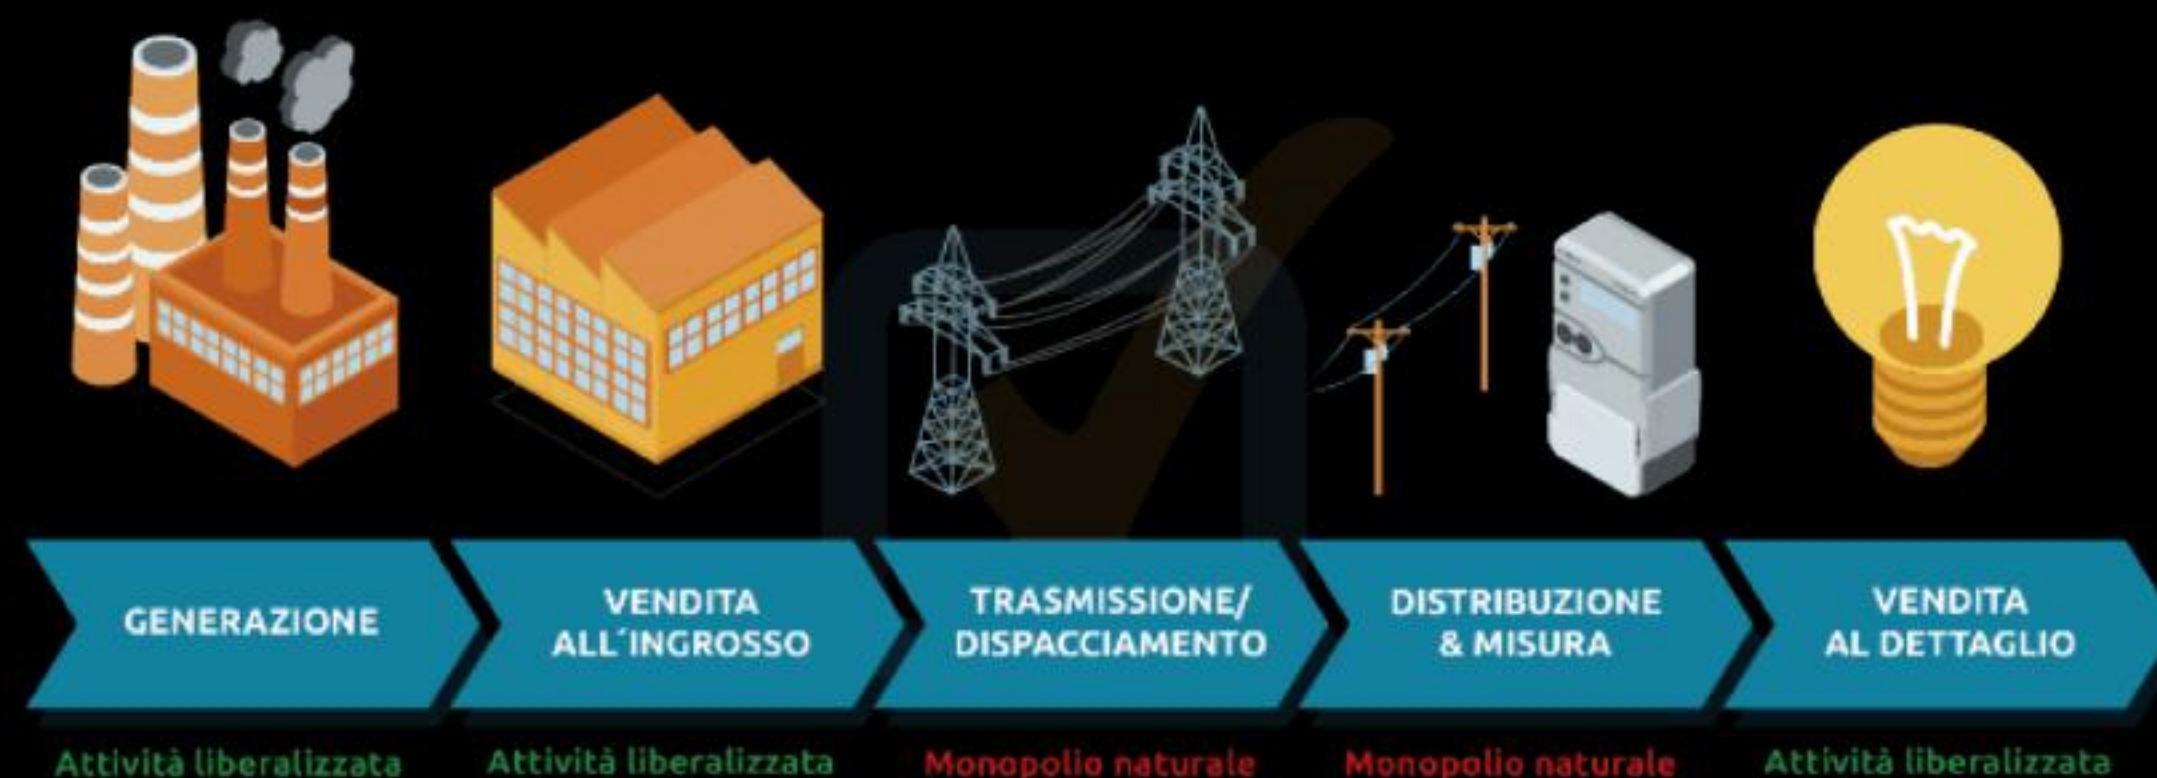 GENERAZIONE
VENDITA
ALL´INGROSSO
TRASMISSIONE/
DISPACCIAMENTO
DISTRIBUZIONE
& MISURA
VENDITA
AL DETTAGLIO
Attività liberalizzata
Attività liberalizzata
Monopolio naturale
Monopolio naturale
Attività liberalizzata